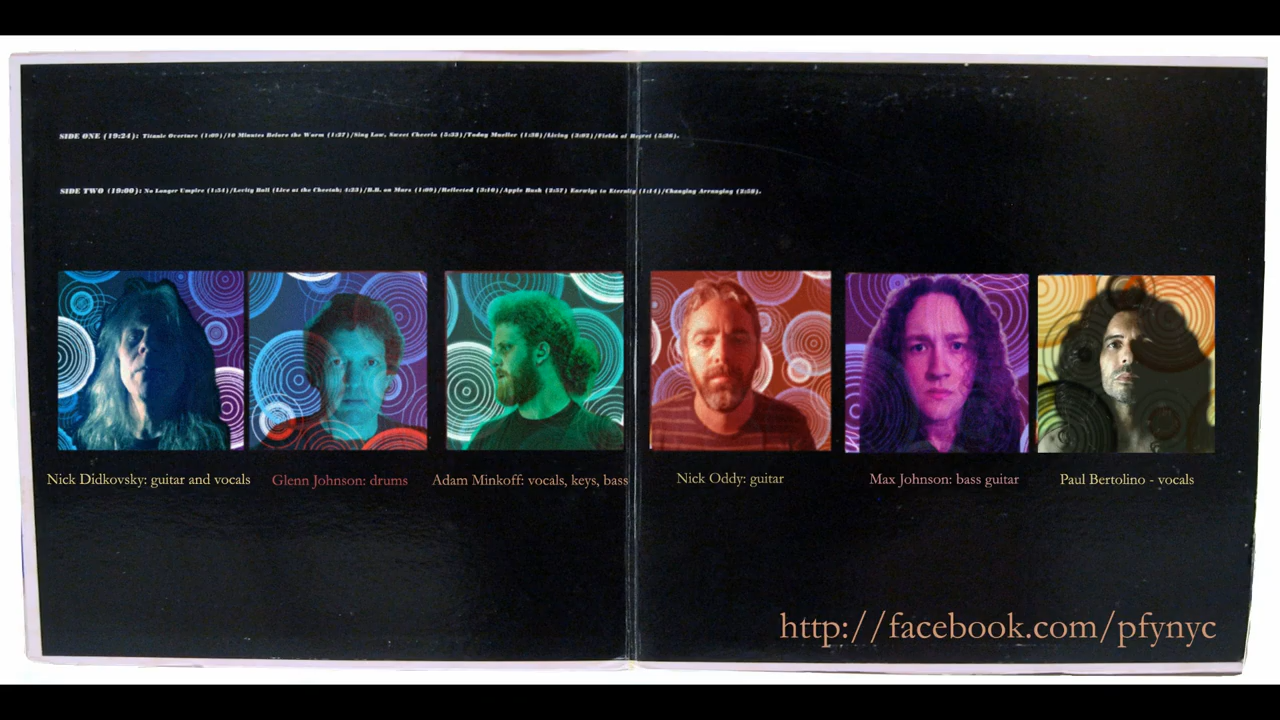 SIDE ONE (19:24): Titanic Overture (1:09)/10 Minutes Before the Worm (1:37)/Sing Low, Sweet Cheerio (5:33)/Today Mueller (1:38)/Living (3:02)/Fields of Regret (5:36).
SIDE TWO (19:00): No Longer Umpire (1:54)/Levity Ball (Live at the Cheetah; 4:33)/B.B. on Mars (1:09)/Reflected (3:10)/Apple Bush (2:57) Earwigs to Eternity (1:14)/Changing Arranging (2:50).
Nick Didkovsky: guitar and vocals
Glenn Johnson: drums
Adam Minkoff: vocals, keys, bass
Nick Oddy: guitar
Max Johnson: bass guitar
Paul Bertolino - vocals
http://facebook.com/pfynyc